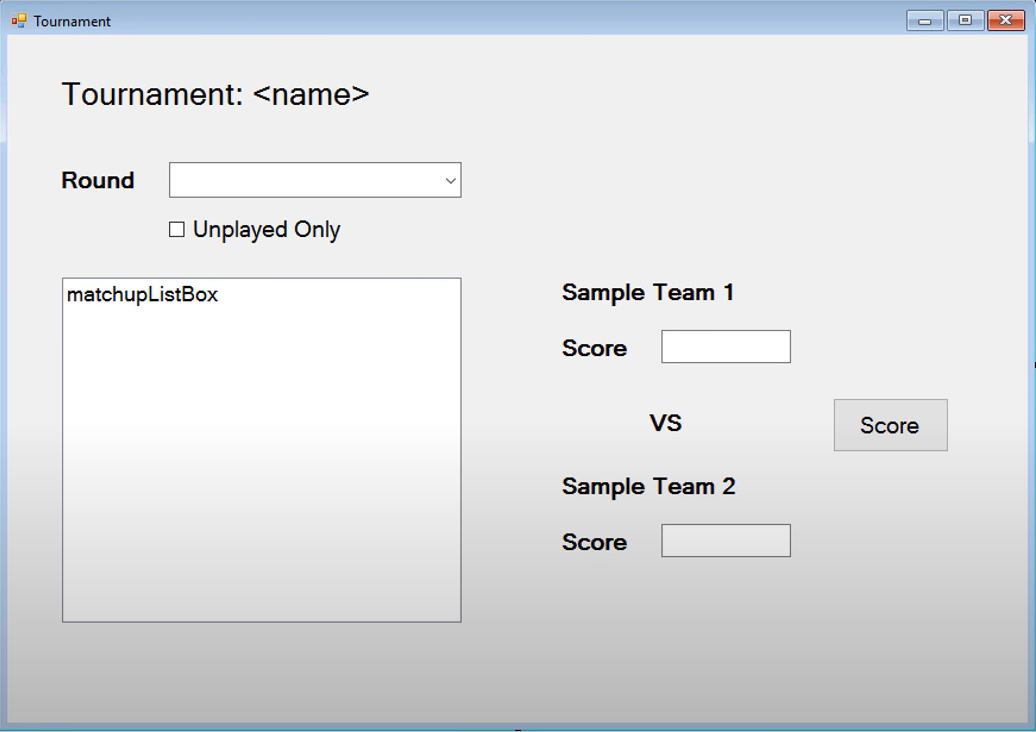 Tournament
Tournament: <name>
Round
Unplayed Only
matchupListBox
Sample Team 1
Score
VS
Score
Sample Team 2
Score